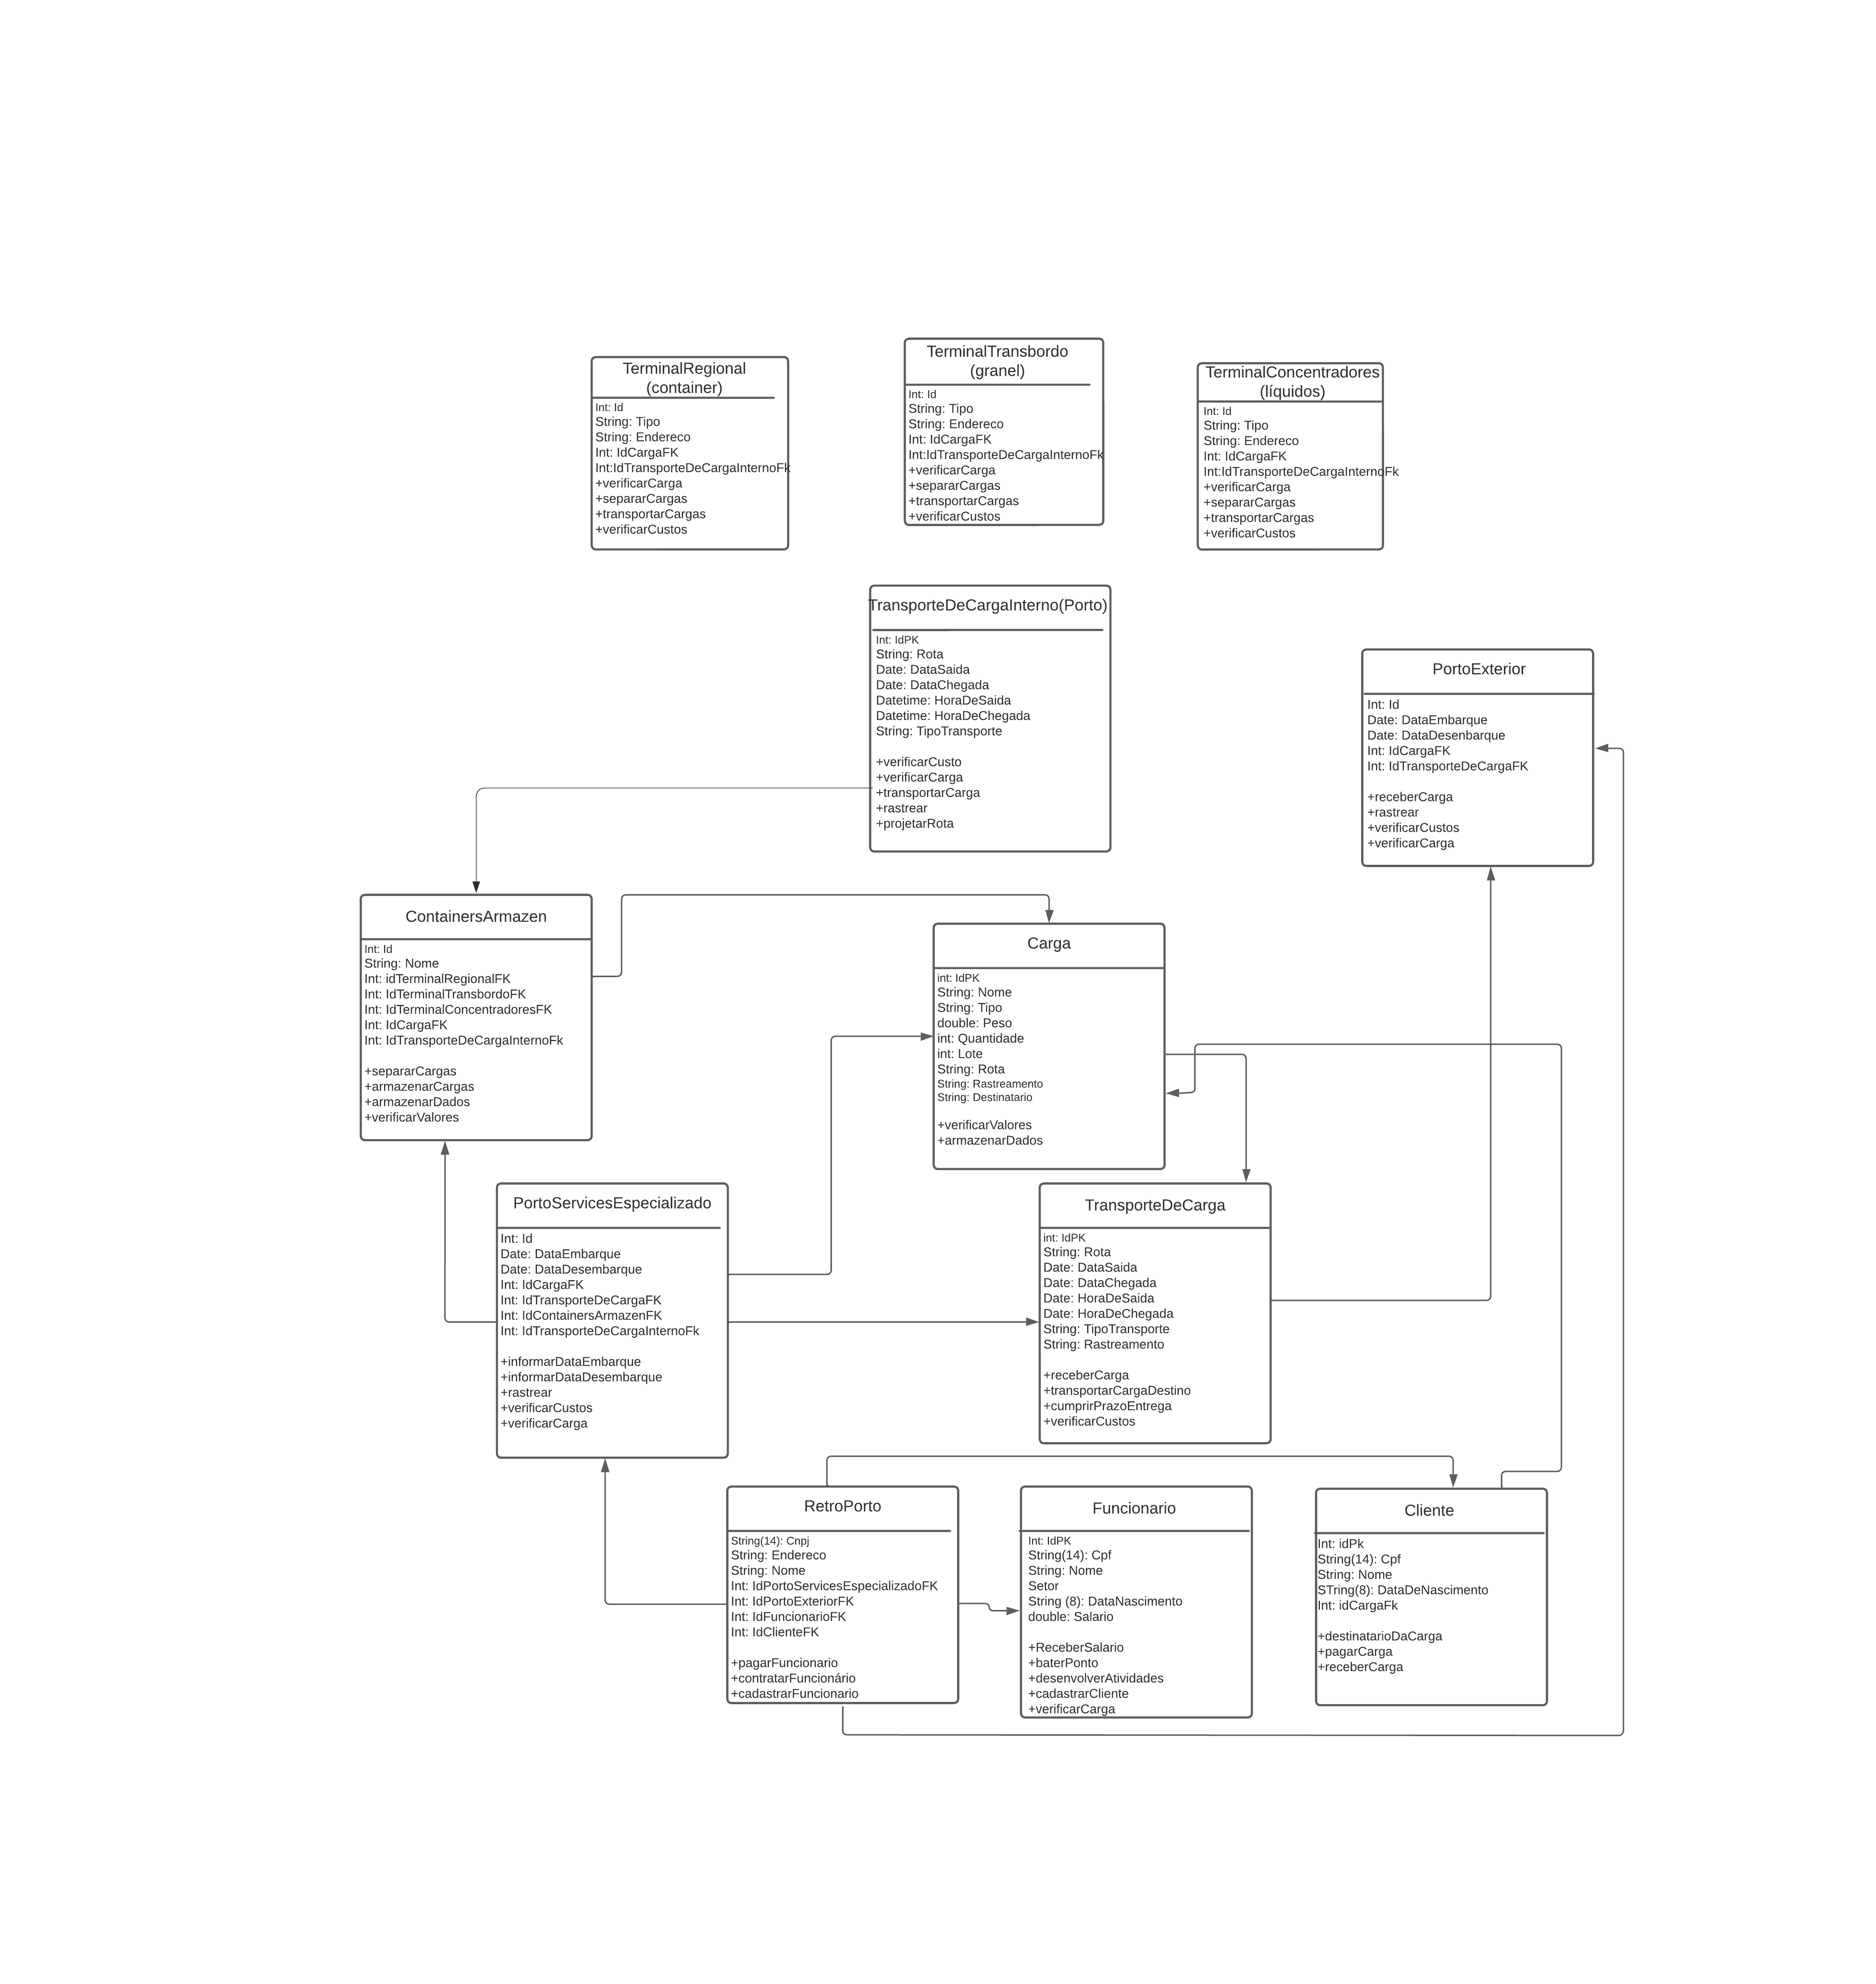 TerminalRegional
(container)
Int: Id
String: Tipo
String: Endereco
Int: IdCargaFK
Int:IdTransporteDeCargaInternoFk
+verificarCarga
+separarCargas
+transportarCargas
+verificarCustos
TerminalTransbordo
(granel)
Int: Id
String: Tipo
String: Endereco
Int: IdCargaFK
Int:IdTransporteDeCargaInternoFk
+verificarCarga
+separarCargas
+transportarCargas
+verificarCustos
TerminalConcentradores
(líquidos)
Int: Id
String: Tipo
String: Endereco
Int: IdCargaFK
Int:IdTransporteDeCargaInternoFk
+verificarCarga
+separarCargas
+transportarCargas
+verificarCustos
TransporteDeCargaInterno(Porto)
Int: IdPK
String: Rota
Date: DataSaida
Date: DataChegada
Datetime: HoraDeSaida
Datetime: HoraDeChegada
String: TipoTransporte
+verificarCusto
+verificarCarga
+transportarCarga
+rastrear
+projetarRota
PortoExterior
Int: Id
Date: DataEmbarque
Date: DataDesenbarque
Int: IdCargaFK
Int: IdTransporteDeCargaFK
+receberCarga
+rastrear
+verificarCustos
+verificarCarga
ContainersArmazen
Int: Id
String: Nome
Int: idTerminalRegionalFK
Int: IdTerminalTransbordoFK
Int: IdTerminalConcentradoresFK
Int: IdCargaFK
Int: IdTransporteDeCargaInternoFk
+separarCargas
+armazenarCargas
+armazenarDados
+verificarValores
Carga
int: IdPK
String: Nome
String: Tipo
double: Peso
int: Quantidade
int: Lote
String: Rota
String: Rastreamento
String: Destinatario
+verificarValores
+armazenarDados
PortoServicesEspecializado
Int: Id
Date: DataEmbarque
Date: DataDesembarque
Int: IdCargaFK
Int: IdTransporteDeCargaFK
Int: IdContainersArmazenFK
Int: IdTransporteDeCargaInternoFk
+informarDataEmbarque
+informarDataDesembarque
+rastrear
+verificarCustos
+verificarCarga
TransporteDeCarga
int: IdPK
String: Rota
Date: DataSaida
Date: DataChegada
Date: HoraDeSaida
Date: HoraDeChegada
String: TipoTransporte
String: Rastreamento
+receberCarga
+transportarCargaDestino
+cumprirPrazoEntrega
+verificarCustos
RetroPorto
String(14): Cnpj
String: Endereco
String: Nome
Int: IdPortoServicesEspecializadoFK
Int: IdPortoExteriorFK
Int: IdFuncionarioFK
Int: IdClienteFK
+pagarFuncionario
+contratarFuncionário
+cadastrarFuncionario
Funcionario
Int: IdPK
String(14): Cpf
String: Nome
Setor
String (8): DataNascimento
double: Salario
+ReceberSalario
+baterPonto
+desenvolverAtividades
+cadastrarCliente
+verificarCarga
Cliente
Int: idPk
String(14): Cpf
String: Nome
STring(8): DataDeNascimento
Int: idCargaFk
+destinatarioDaCarga
+pagarCarga
+receberCarga